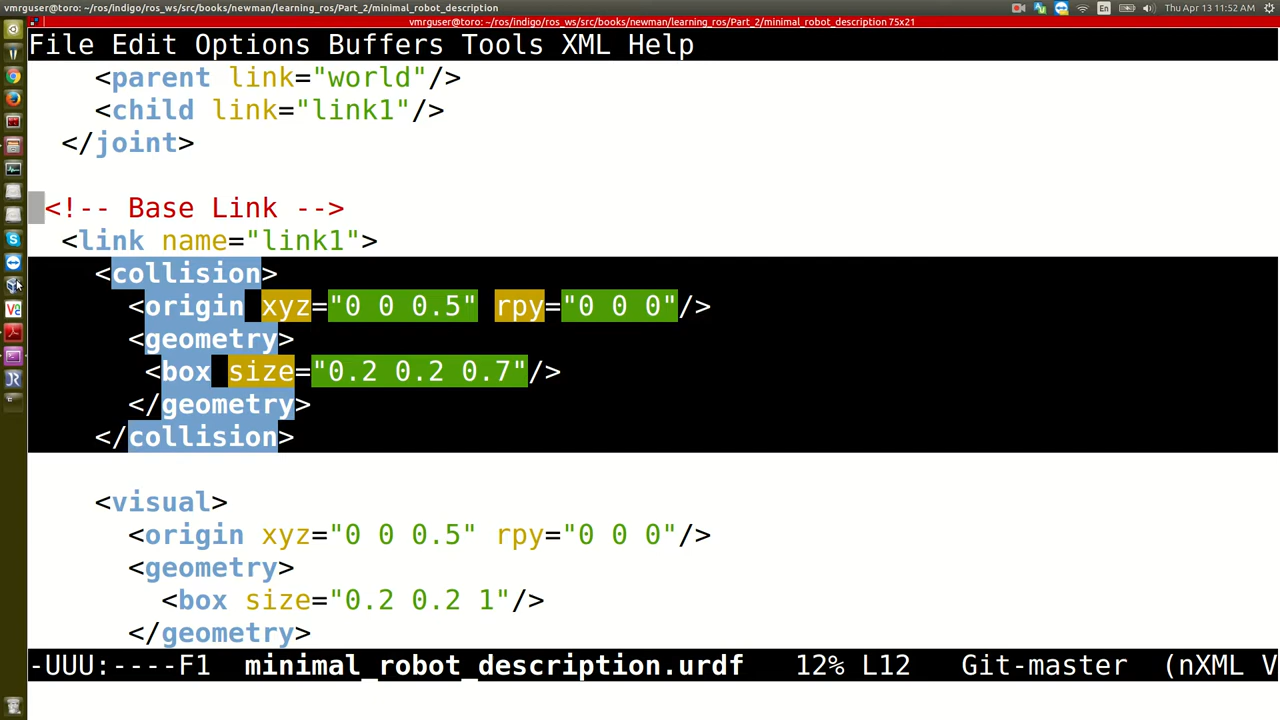 vmrguser@toro: ~/ros/indigo/ros_ws/src/books/newman/learning_ros/Part_2/minimal_robot_description
En
Thu Apr 13 11:52 AM
vmrguser@toro: ~/ros/indigo/ros_ws/src/books/newman/learning_ros/Part_2/minimal_robot_description 75x21
File Edit Options Buffers Tools XML Help
<parent link="world"/>
<child link="link1"/>
</joint>
<!-- Base Link -->
<link name="link1">
<collision>
<origin xyz="0 0 0.5" rpy="0 0 0"/>
<geometry>
<box size="0.2 0.2 0.7"/>
</geometry>
</collision>
<visual>
<origin xyz="0 0 0.5" rpy="0 0 0"/>
<geometry>
<box size="0.2 0.2 1"/>
</geometry>
-UUU:----F1 minimal_robot_description.urdf 12% L12 Git-master (nXML V